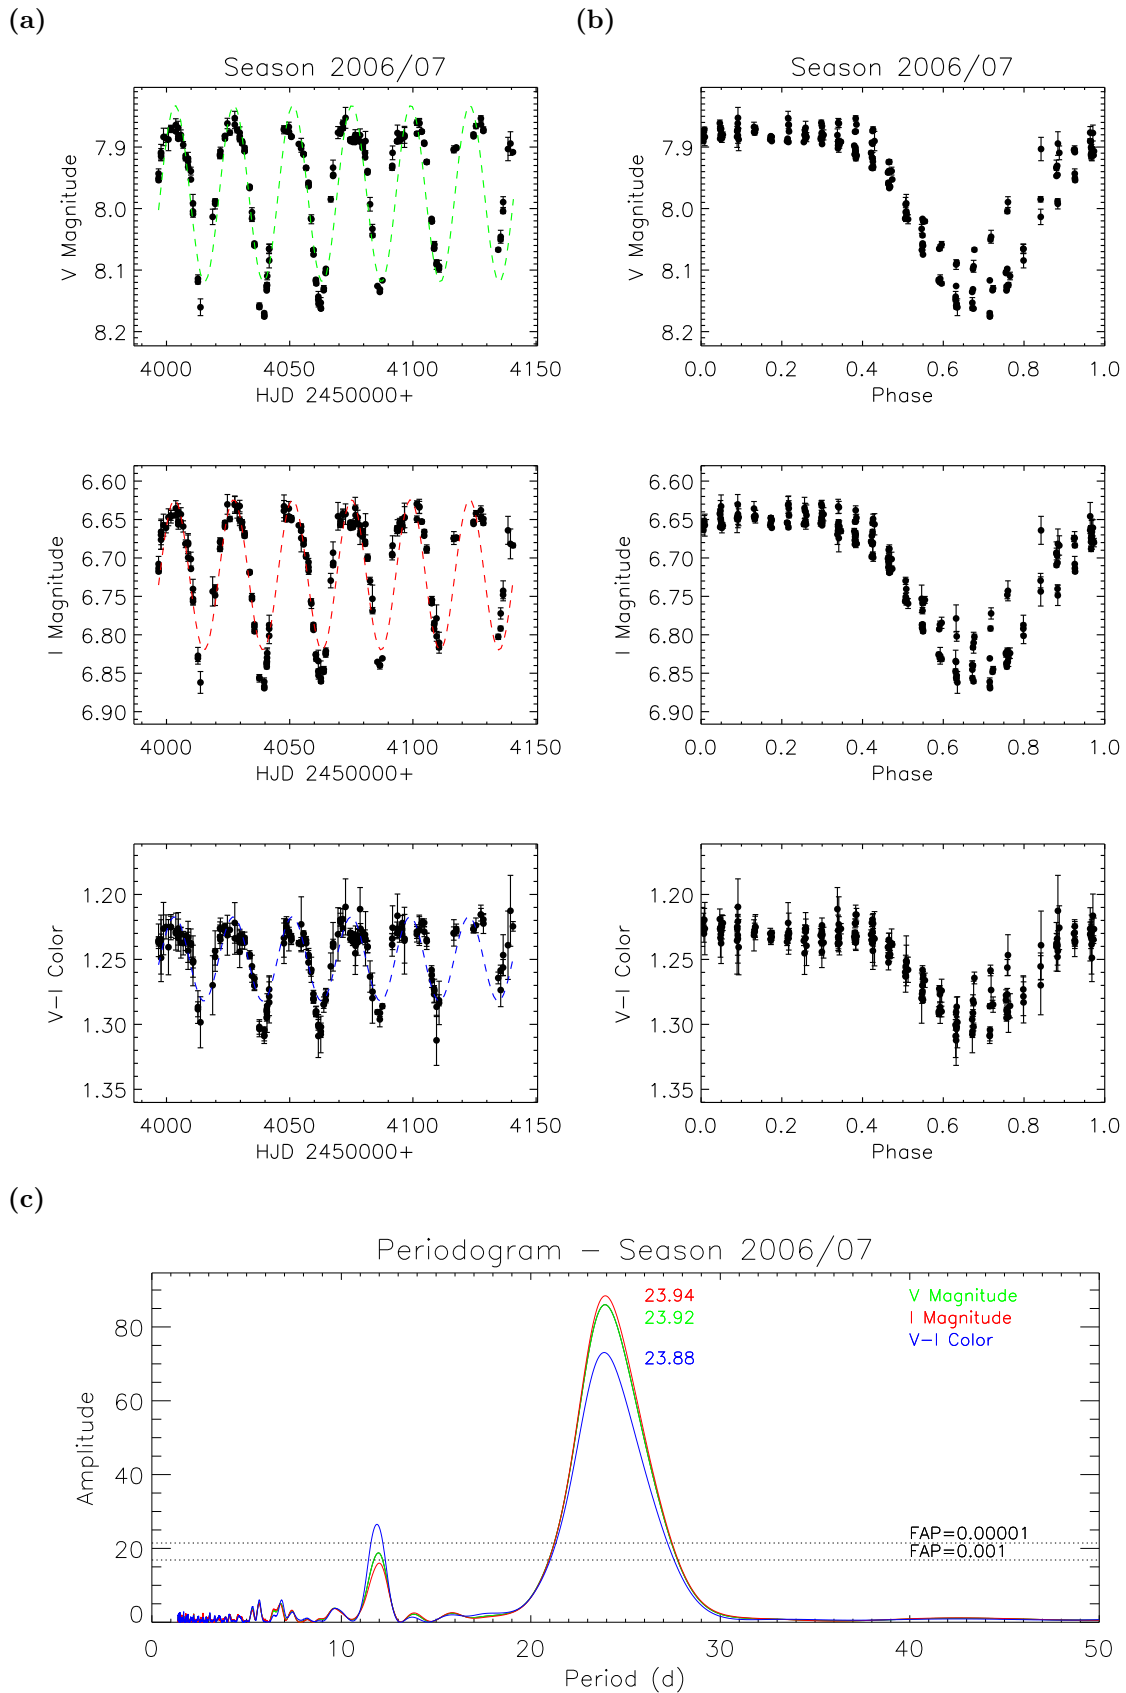 (a)
(b)
Season 2006/07
Season 2006/07
V Magnitude
7.9
8.0
8.1
8.2
4000 4050 4100 4150
HJD 2450000+
V Magnitude
7.9
8.0
8.1
8.2
0.0 0.2 0.4 0.6 0.8 1.0
Phase
I Magnitude
6.60
6.65
6.70
6.75
6.80
6.85
6.90
4000 4050 4100 4150
HJD 2450000+
I Magnitude
6.60
6.65
6.70
6.75
6.80
6.85
6.90
0.0 0.2 0.4 0.6 0.8 1.0
Phase
V-I Color
1.20
1.25
1.30
1.35
4000 4050 4100 4150
HJD 2450000+
V-I Color
1.20
1.25
1.30
1.35
0.0 0.2 0.4 0.6 0.8 1.0
Phase
(c)
Periodogram - Season 2006/07
Amplitude
80
60
40
20
0
23.94
23.92
23.88
V Magnitude
I Magnitude
V-I Color
FAP=0.00001
FAP=0.001
0 10 20 30 40 50
Period (d)